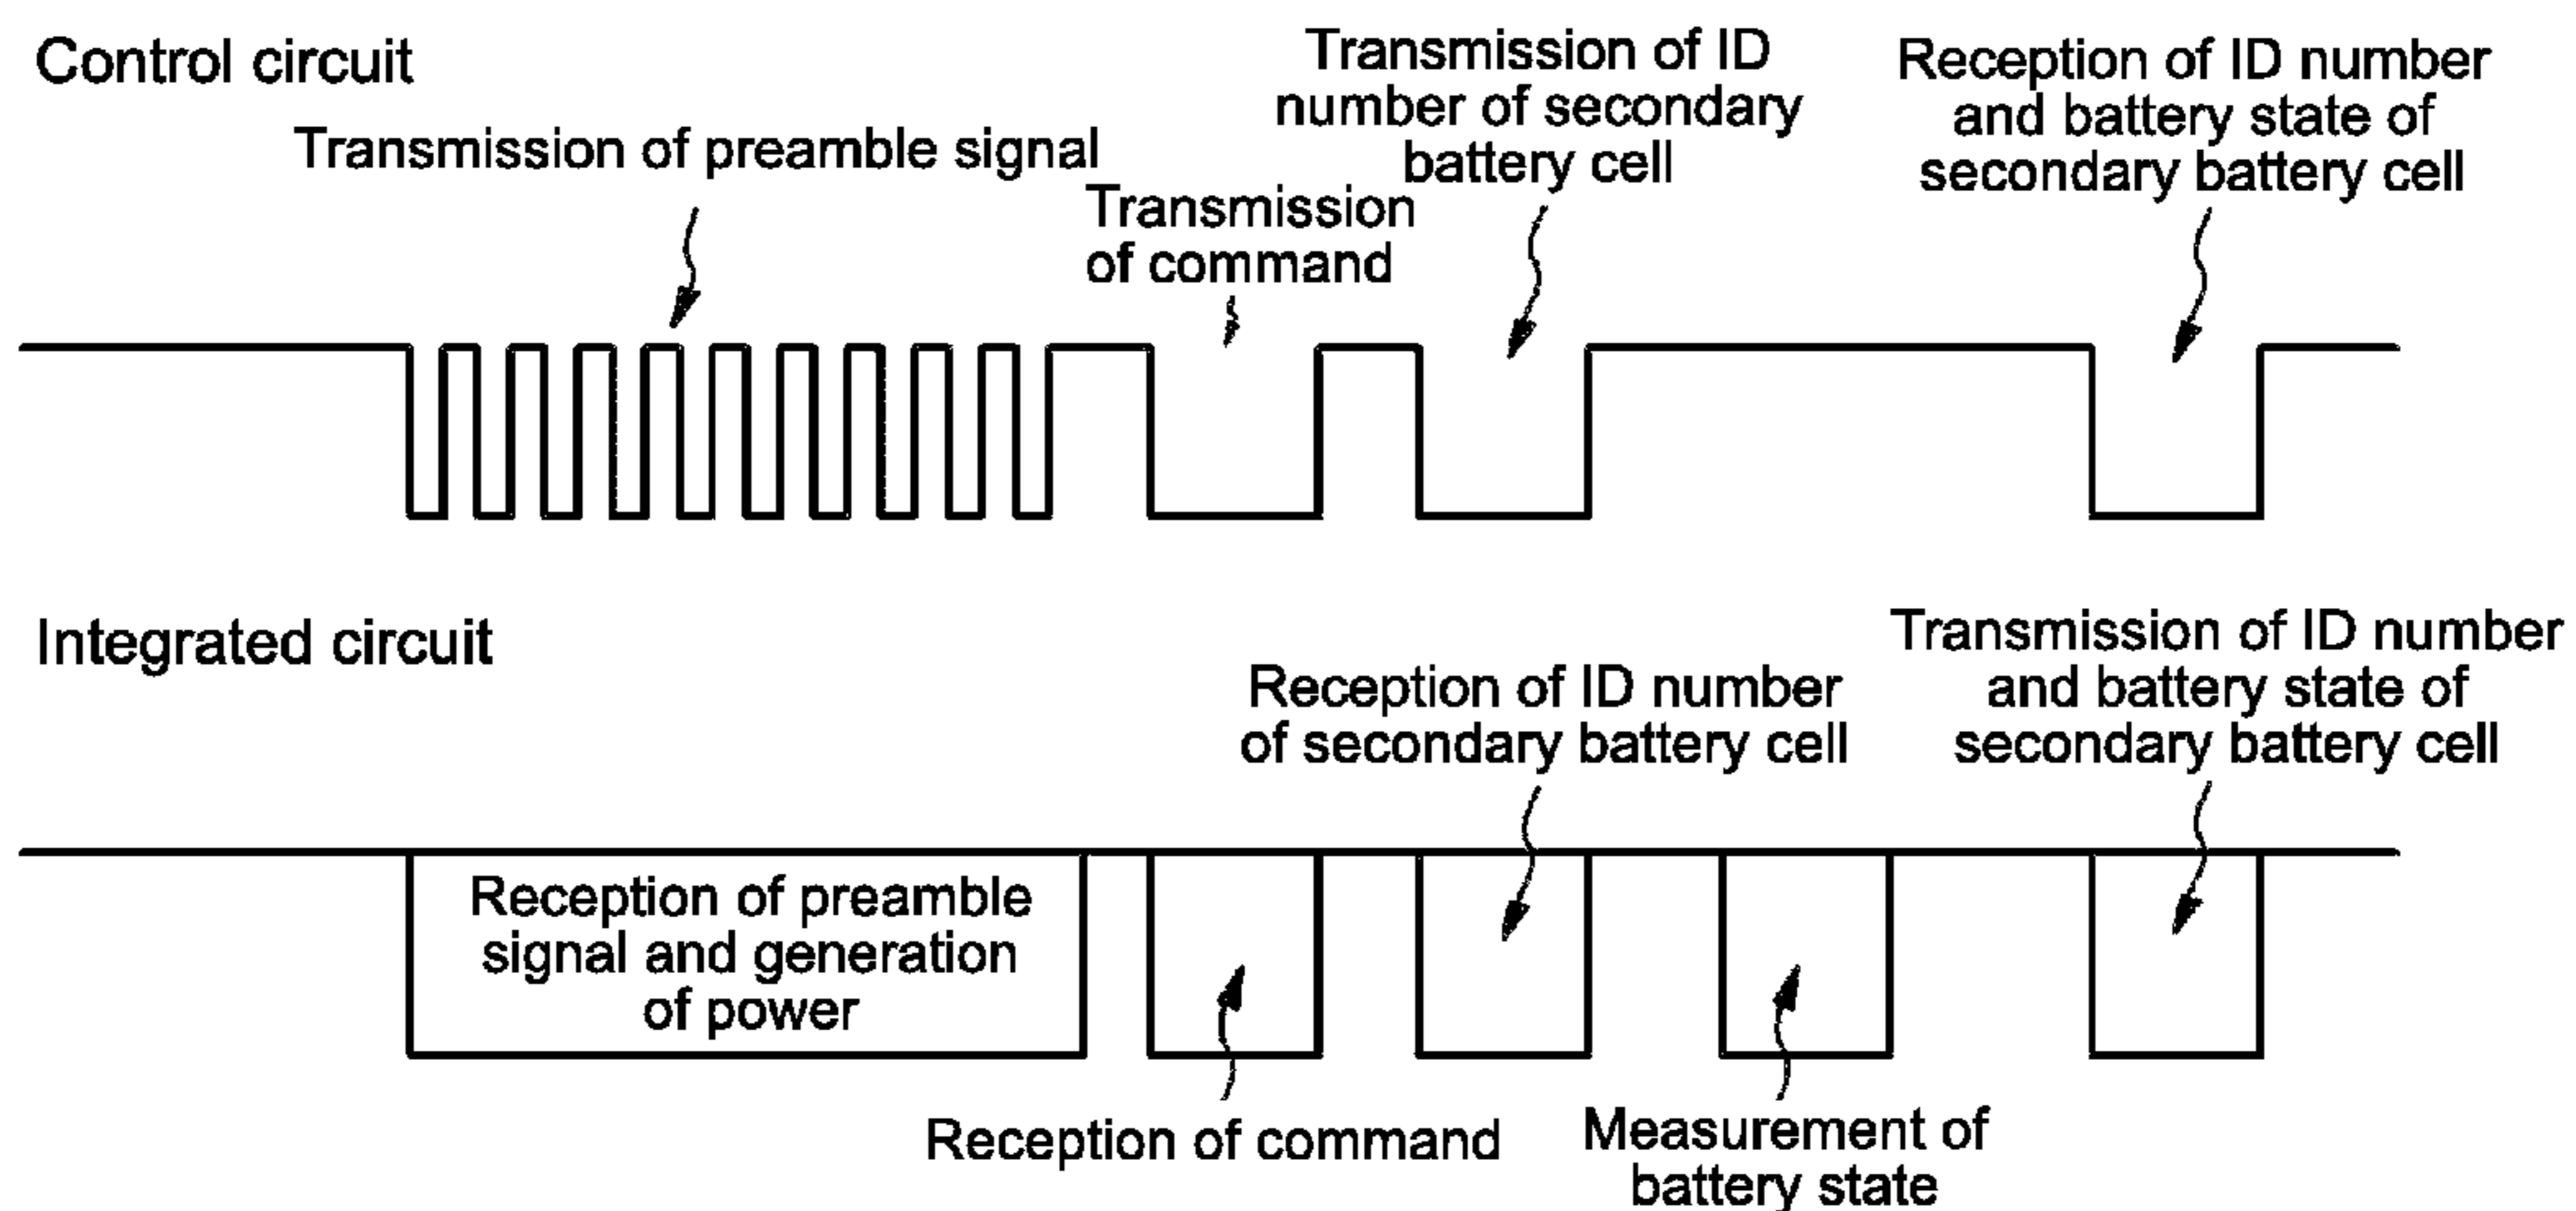 Control circuit
Transmission of preamble signal
Transmission
of command
Transmission of ID
number of secondary
battery cell
Reception of ID number
and battery state of
secondary battery cell
Integrated circuit
Reception of preamble
signal and generation
of power
Reception of command
Reception of ID number
of secondary battery cell
Measurement of
battery state
Transmission of ID number
and battery state of
secondary battery cell